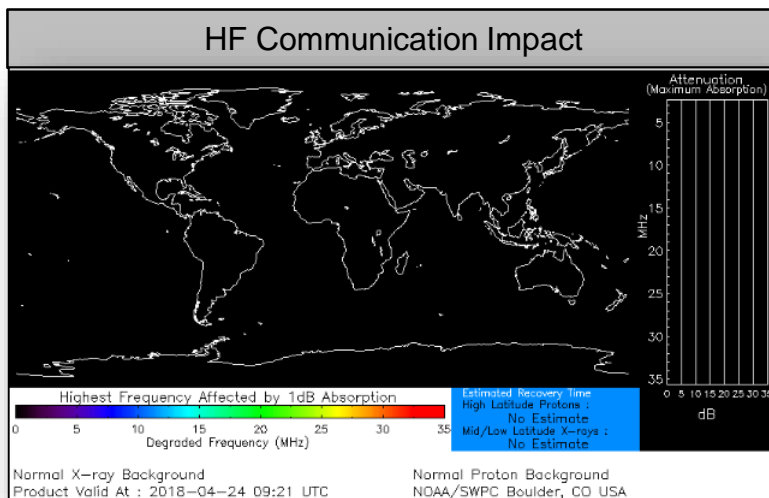 HF Communication Impact
Attenuation
(Maximum Absorption)
5
10
15
20
25
30
35
MHz
0 5 10 15 20 25 30 35
dB
Highest Frequency Affected by 1dB Absorption
0 5 10 15 20 25 30 35
Degraded Frequency (MHz)
Estimated Recovery Time
High Latitude Protons :
No Estimate
Mid/Low Latitude X-rays :
No Estimate
Normal X-ray Background
Product Valid At : 2018-04-24 09:21 UTC
Normal Proton Background
NOAA/SWPC Boulder, CO USA